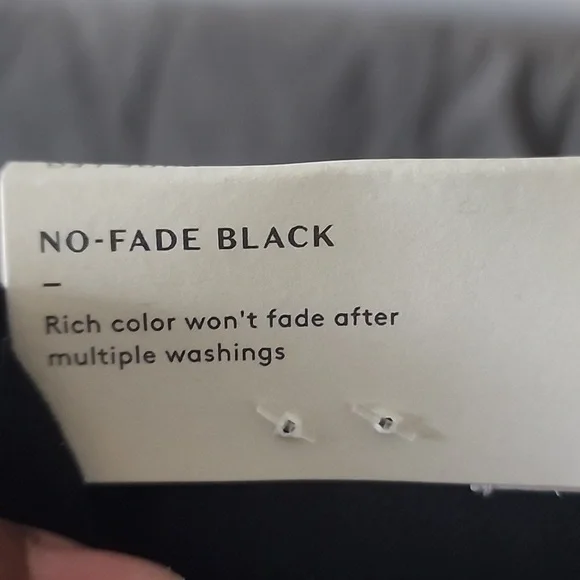 NO-FADE BLACK
–
Rich color won't fade after
multiple washings